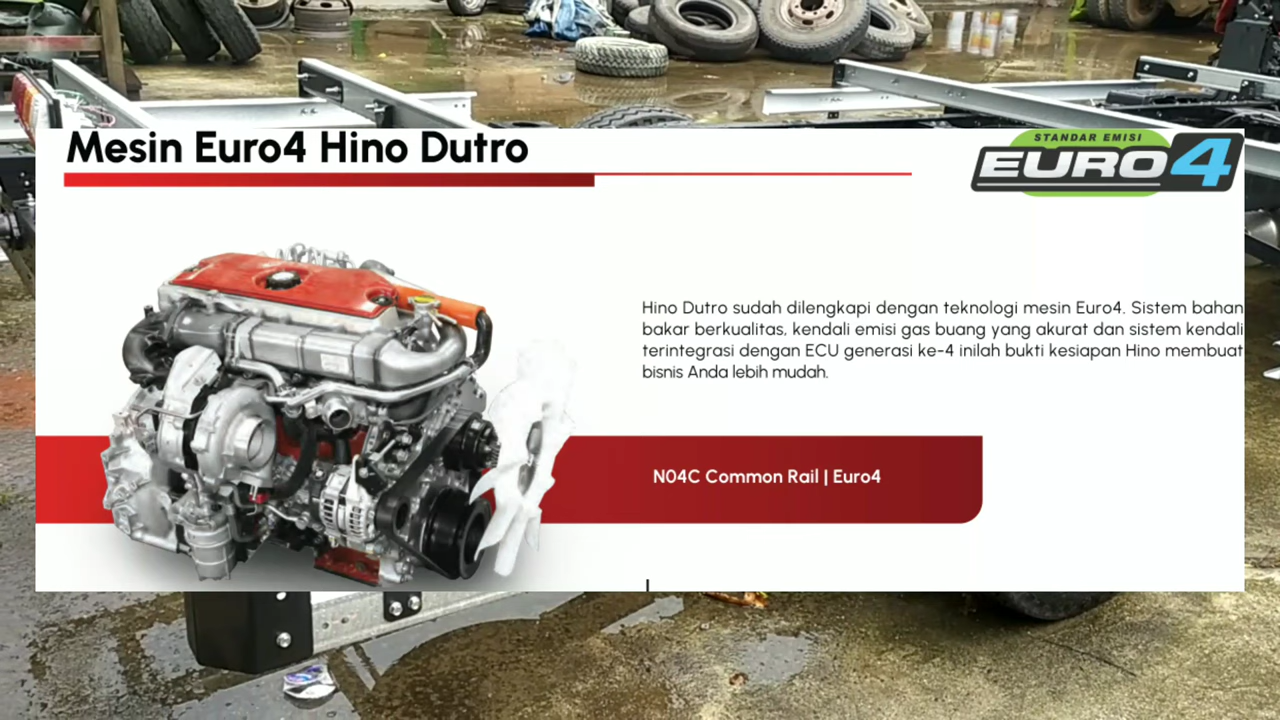 Mesin Euro4 Hino Dutro
STANDAR EMISI
EURO 4
Hino Dutro sudah dilengkapi dengan teknologi mesin Euro4. Sistem bahan
bakar berkualitas, kendali emisi gas buang yang akurat dan sistem kendali
terintegrasi dengan ECU generasi ke-4 inilah bukti kesiapan Hino membuat
bisnis Anda lebih mudah.
N04C Common Rail | Euro4